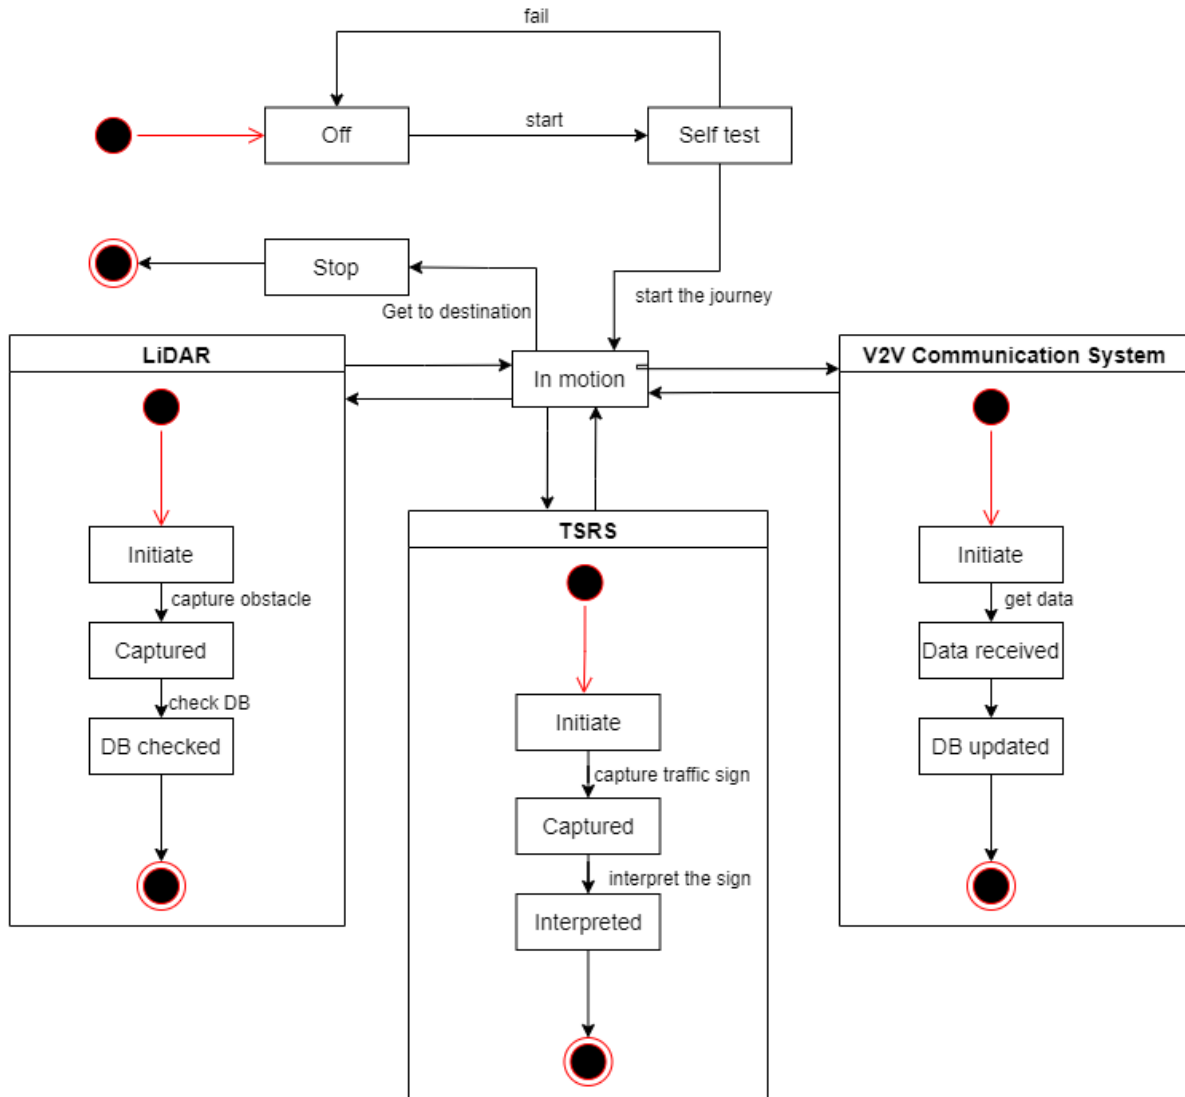 fail
Off
start
Self test
Stop
Get to destination
start the journey
LiDAR
In motion
V2V Communication System
Initiate
capture obstacle
Captured
check DB
DB checked
TSRS
Initiate
capture traffic sign
Captured
interpret the sign
Interpreted
Initiate
get data
Data received
DB updated